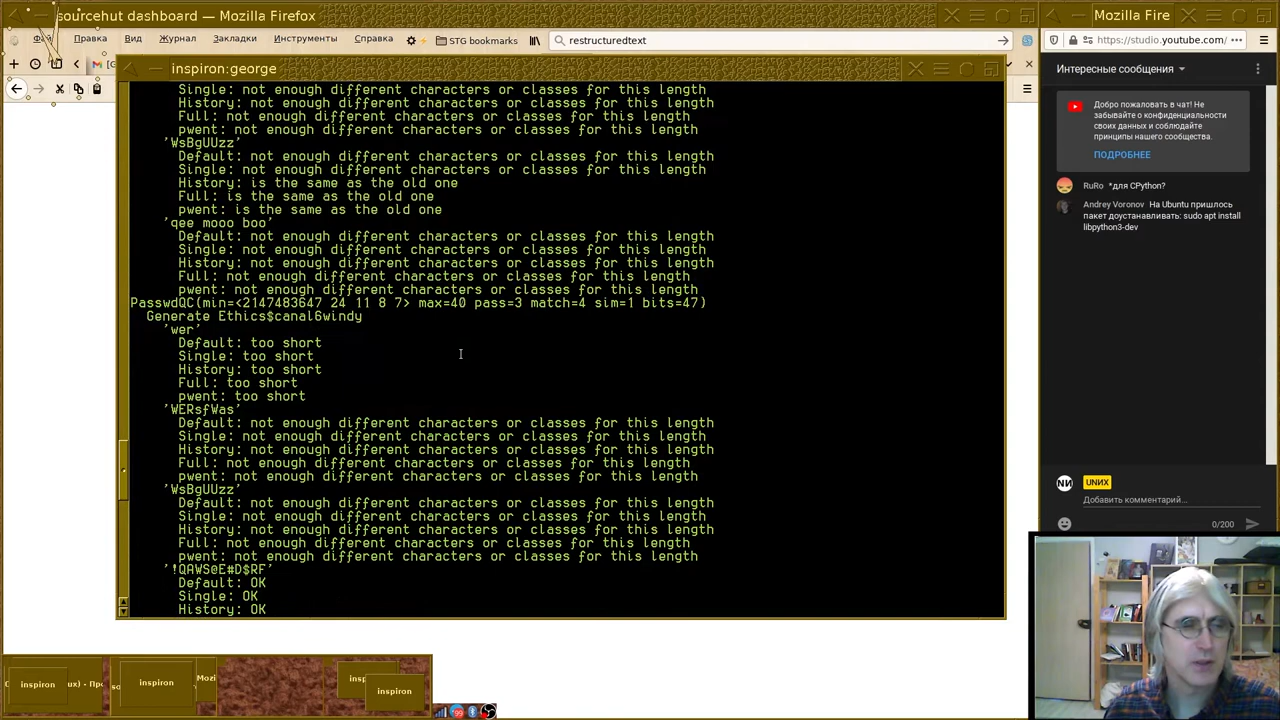 sourcehut dashboard — Mozilla Firefox
Mozilla Fire
Файл Правка Вид Журнал Закладки Инструменты Справка STG bookmarks restructuredtext
https://studio.youtube.com/•••
inspiron:george
Single: not enough different characters or classes for this length
History: not enough different characters or classes for this length
Full: not enough different characters or classes for this length
pwent: not enough different characters or classes for this length
'WsBgUUzz'
Default: not enough different characters or classes for this length
Single: not enough different characters or classes for this length
History: is the same as the old one
Full: is the same as the old one
pwent: is the same as the old one
'qee mooo boo'
Default: not enough different characters or classes for this length
Single: not enough different characters or classes for this length
History: not enough different characters or classes for this length
Full: not enough different characters or classes for this length
pwent: not enough different characters or classes for this length
PasswdQC(min=<2147483647 24 11 8 7> max=40 pass=3 match=4 sim=1 bits=47)
Generate Ethics$canal6windy
'wer'
Default: too short
Single: too short
History: too short
Full: too short
pwent: too short
'WERsfWas'
Default: not enough different characters or classes for this length
Single: not enough different characters or classes for this length
History: not enough different characters or classes for this length
Full: not enough different characters or classes for this length
pwent: not enough different characters or classes for this length
'WsBgUUzz'
Default: not enough different characters or classes for this length
Single: not enough different characters or classes for this length
History: not enough different characters or classes for this length
Full: not enough different characters or classes for this length
pwent: not enough different characters or classes for this length
'!QAWS@E#D$RF'
Default: OK
Single: OK
History: OK
Интересные сообщения
Добро пожаловать в чат! Не
забывайте о конфиденциальности
своих данных и соблюдайте
принципы нашего сообщества.
ПОДРОБНЕЕ
RuRo *для CPython?
Andrey Voronov На Ubuntu пришлось
пакет доустанавливать: sudo apt install
libpython3-dev
UNИX
Добавить комментарий...
0/200
inspiron
ux) - Про
inspiron
Mozi
insp
inspiron
99